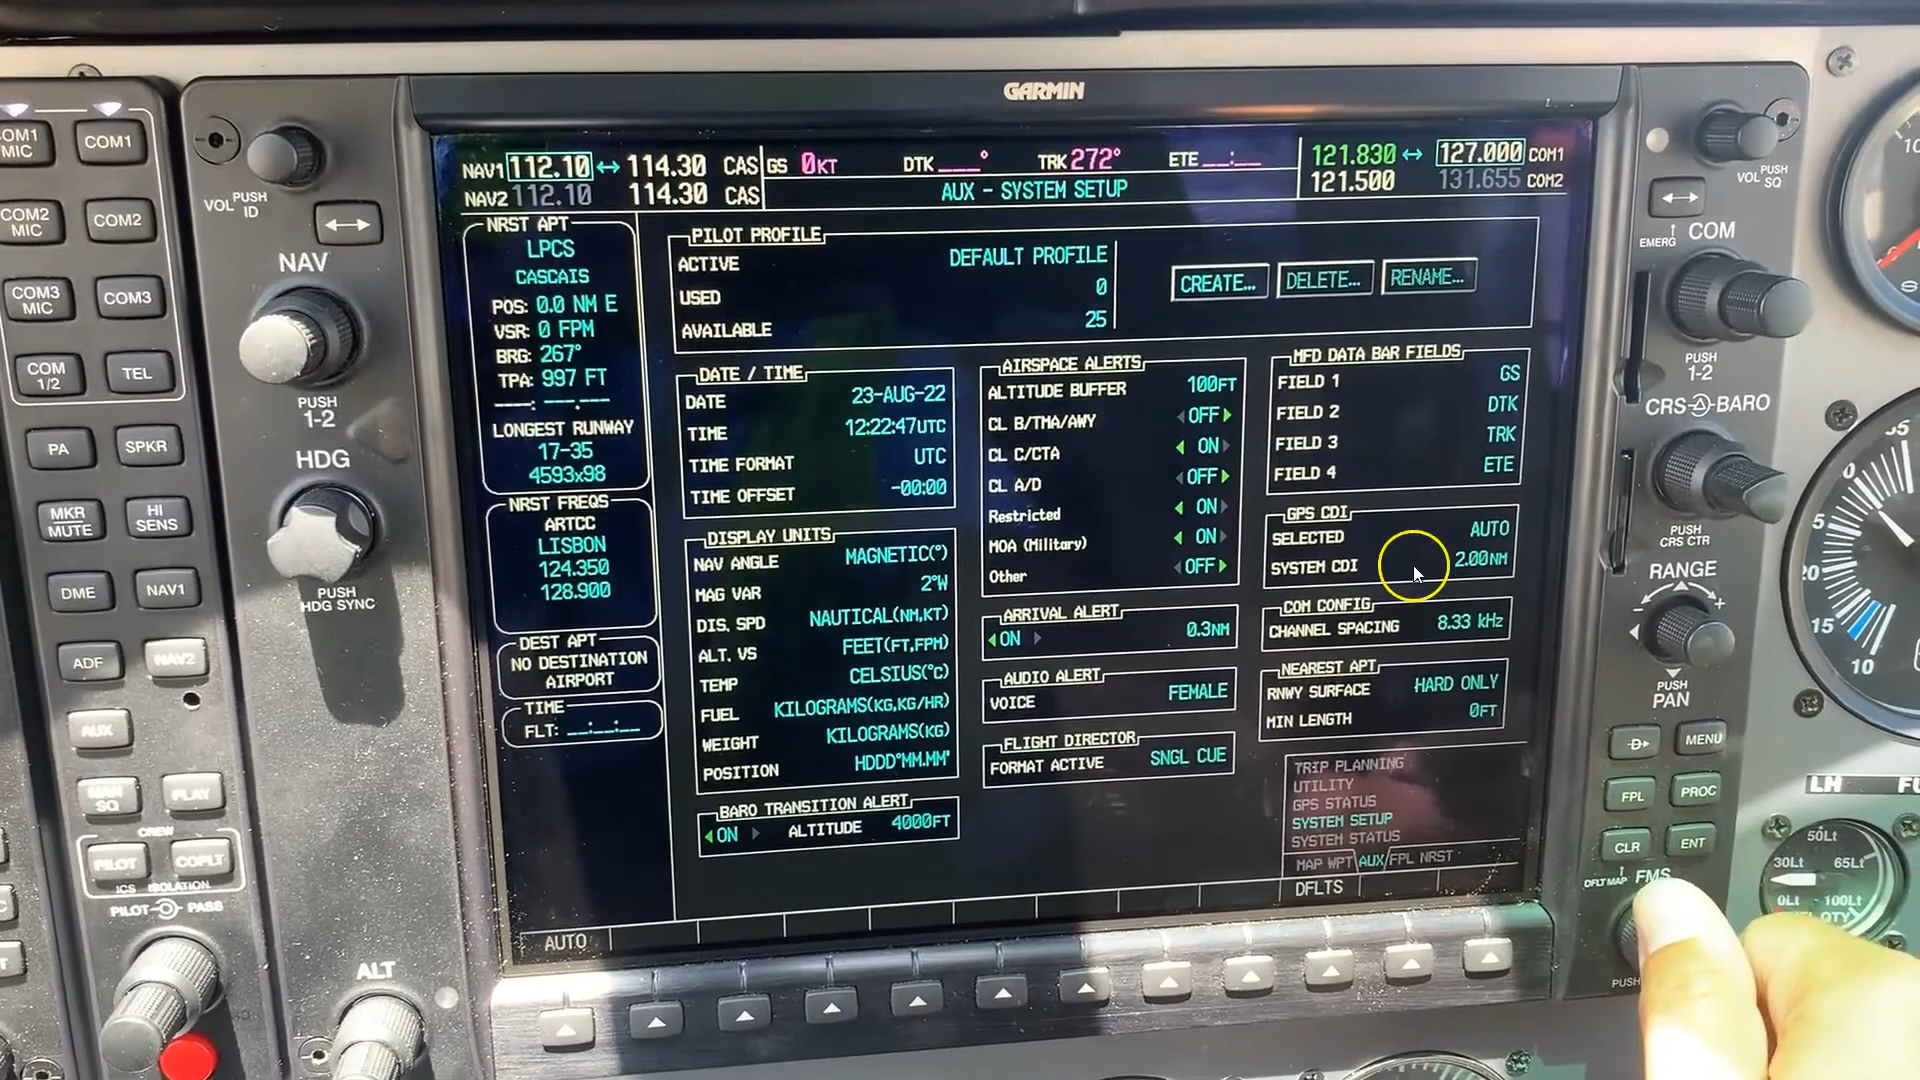 GARMIN
NAV1 112.10 ↔ 114.30 CAS
NAV2 112.10 114.30 CAS
GS 0KT DTK ___° TRK 272° ETE __:__
AUX - SYSTEM SETUP
121.830 ↔ 127.000 COM1
121.500 131.655 COM2
NRST APT
LPCS
CASCAIS
POS: 0.0 NM E
VSR: 0 FPM
BRG: 267°
TPA: 997 FT
----: ---.---
LONGEST RUNWAY
17-35
4593x98
NRST FREQS
ARTCC
LISBON
124.350
128.900
DEST APT
NO DESTINATION
AIRPORT
TIME
FLT: __:__:__
PILOT PROFILE
ACTIVE DEFAULT PROFILE
USED 0
AVAILABLE 25
CREATE... DELETE... RENAME...
DATE / TIME
DATE 23-AUG-22
TIME 12:22:47UTC
TIME FORMAT UTC
TIME OFFSET -00:00
DISPLAY UNITS
NAV ANGLE MAGNETIC(°)
MAG VAR 2°W
DIS, SPD NAUTICAL(NM,KT)
ALT, VS FEET(FT,FPM)
TEMP CELSIUS(°C)
FUEL KILOGRAMS(KG,KG/HR)
WEIGHT KILOGRAMS(KG)
POSITION HDDD°MM.MM'
BARO TRANSITION ALERT
ON ALTITUDE 4000FT
AIRSPACE ALERTS
ALTITUDE BUFFER 100FT
CL B/TMA/AWY OFF
CL C/CTA ON
CL A/D OFF
Restricted ON
MOA (Military) ON
Other OFF
ARRIVAL ALERT
ON 0.3NM
AUDIO ALERT
VOICE FEMALE
FLIGHT DIRECTOR
FORMAT ACTIVE SNGL CUE
MFD DATA BAR FIELDS
FIELD 1 GS
FIELD 2 DTK
FIELD 3 TRK
FIELD 4 ETE
GPS CDI
SELECTED AUTO
SYSTEM CDI 2.00NM
COM CONFIG
CHANNEL SPACING 8.33 kHz
NEAREST APT
RNWY SURFACE HARD ONLY
MIN LENGTH 0FT
TRIP PLANNING
UTILITY
GPS STATUS
SYSTEM SETUP
SYSTEM STATUS
MAP WPT AUX FPL NRST
DFLTS
AUTO
COM1
MIC
COM1
COM2
MIC
COM2
COM3
MIC
COM3
COM
1/2
TEL
PA
SPKR
MKR
MUTE
HI
SENS
DME
NAV1
ADF
NAV2
AUX
MAN
SQ
PLAY
CREW
PILOT
COPLT
ICS ISOLATION
PILOT PASS
VOL PUSH
ID
NAV
PUSH
1-2
HDG
PUSH
HDG SYNC
ALT
VOL PUSH
SQ
EMERG
COM
PUSH
1-2
CRS BARO
PUSH
CRS CTR
RANGE
- +
PUSH
PAN
D
MENU
FPL
PROC
CLR
ENT
DFLT MAP
FMS
PUSH
10
0
35
5
20
15
10
LH
FU
50Lt
30Lt 65Lt
0Lt 100Lt
QTY